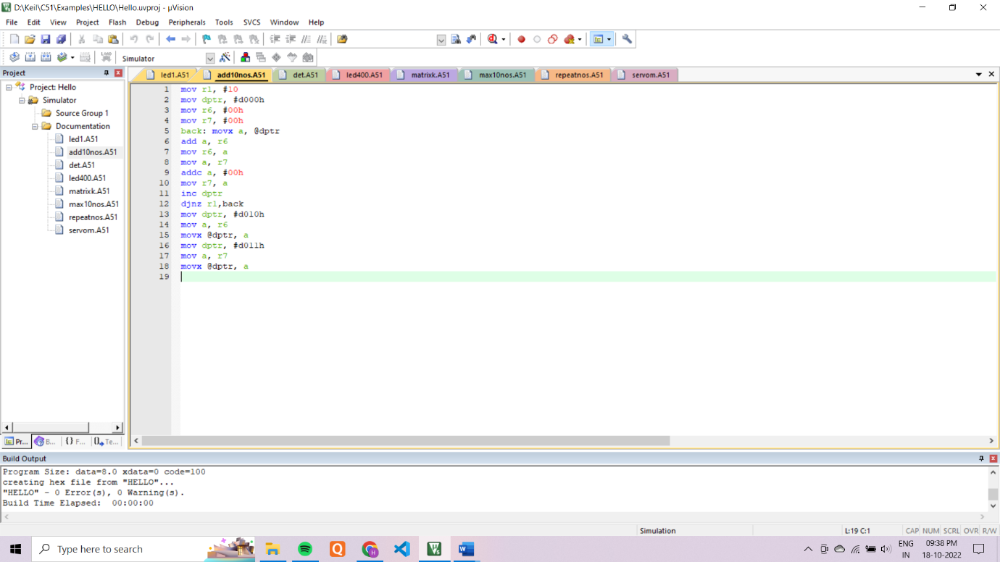 D:\Keil\C51\Examples\HELLO\Hello.uvproj - µVision
File Edit View Project Flash Debug Peripherals Tools SVCS Window Help
LOAD Simulator
Project
Project: Hello
Simulator
Source Group 1
Documentation
led1.A51
add10nos.A51
det.A51
led400.A51
matrixk.A51
max10nos.A51
repeatnos.A51
servom.A51
Pr... B... {} F... Te...
led1.A51 add10nos.A51 det.A51 led400.A51 matrixk.A51 max10nos.A51 repeatnos.A51 servom.A51
1 mov r1, #10
2 mov dptr, #d000h
3 mov r6, #00h
4 mov r7, #00h
5 back: movx a, @dptr
6 add a, r6
7 mov r6, a
8 mov a, r7
9 addc a, #00h
10 mov r7, a
11 inc dptr
12 djnz r1,back
13 mov dptr, #d010h
14 mov a, r6
15 movx @dptr, a
16 mov dptr, #d011h
17 mov a, r7
18 movx @dptr, a
19
Build Output
Program Size: data=8.0 xdata=0 code=100
creating hex file from "HELLO"...
"HELLO" - 0 Error(s), 0 Warning(s).
Build Time Elapsed:  00:00:00
Simulation L:19 C:1 CAP NUM SCRL OVR R/W
Type here to search
ENG
IN
09:38 PM
18-10-2022